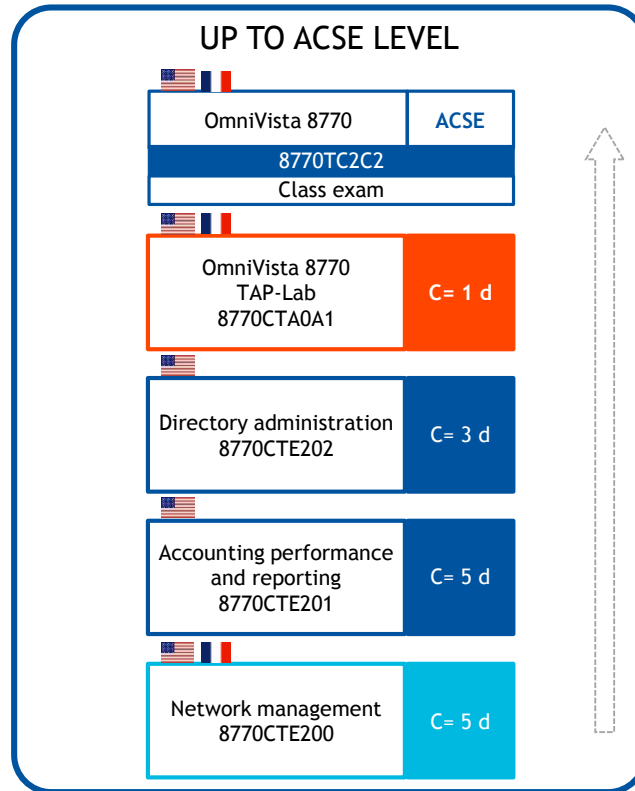 UP TO ACSE LEVEL
OmniVista 8770
ACSE
8770TC2C2
Class exam
OmniVista 8770
TAP-Lab
8770CTA0A1
C= 1 d
Directory administration
8770CTE202
C= 3 d
Accounting performance
and reporting
8770CTE201
C= 5 d
Network management
8770CTE200
C= 5 d